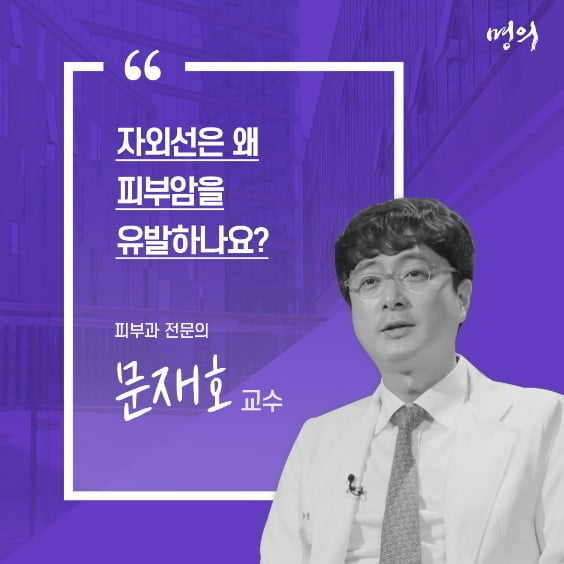 명의
자외선은 왜
피부암을
유발하나요?
피부과 전문의
문재호 교수